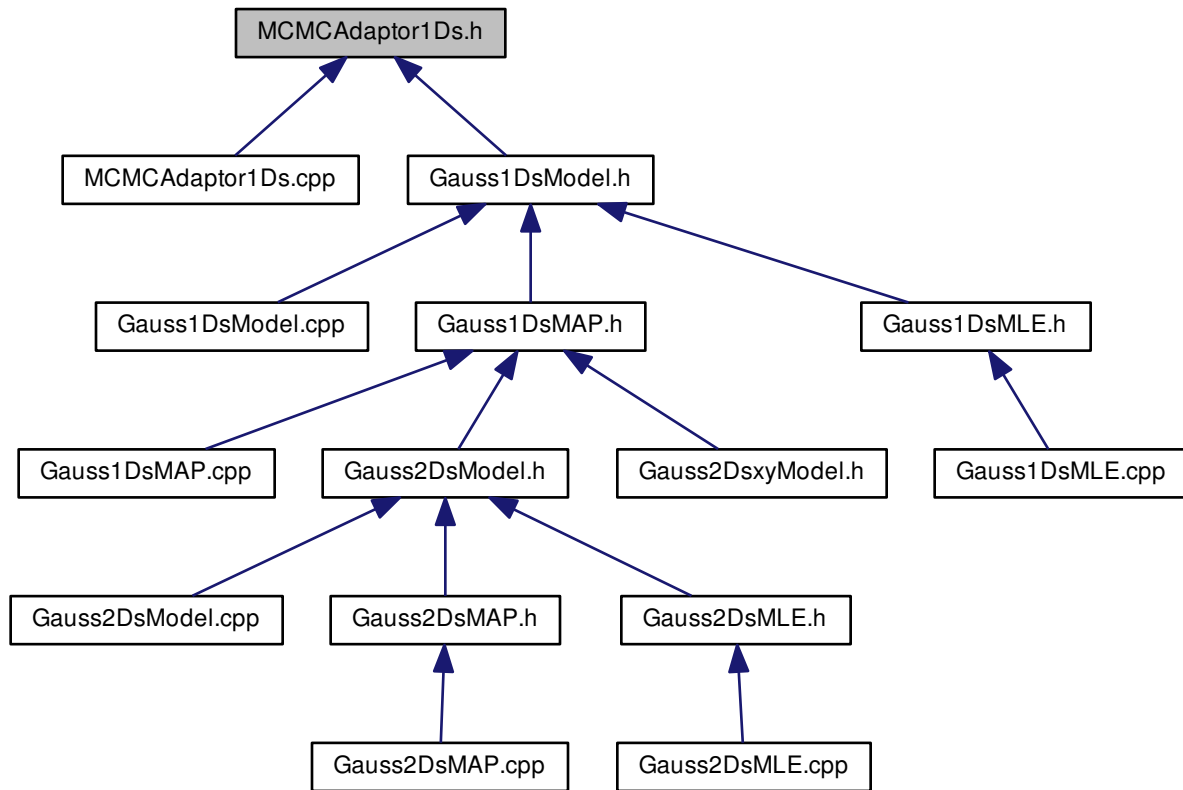 MCMCAdaptor1Ds.h
MCMCAdaptor1Ds.cpp
Gauss1DsModel.h
Gauss1DsModel.cpp
Gauss1DsMAP.h
Gauss1DsMLE.h
Gauss1DsMAP.cpp
Gauss2DsModel.h
Gauss2DsxyModel.h
Gauss1DsMLE.cpp
Gauss2DsModel.cpp
Gauss2DsMAP.h
Gauss2DsMLE.h
Gauss2DsMAP.cpp
Gauss2DsMLE.cpp